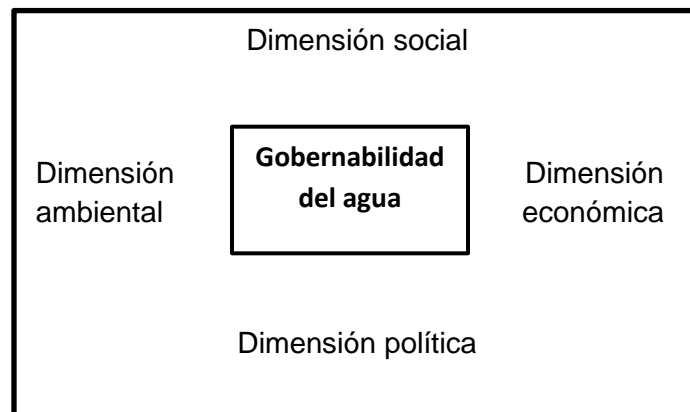 Dimensión social
Gobernabilidad
del agua
Dimensión
ambiental
Dimensión
económica
Dimensión política